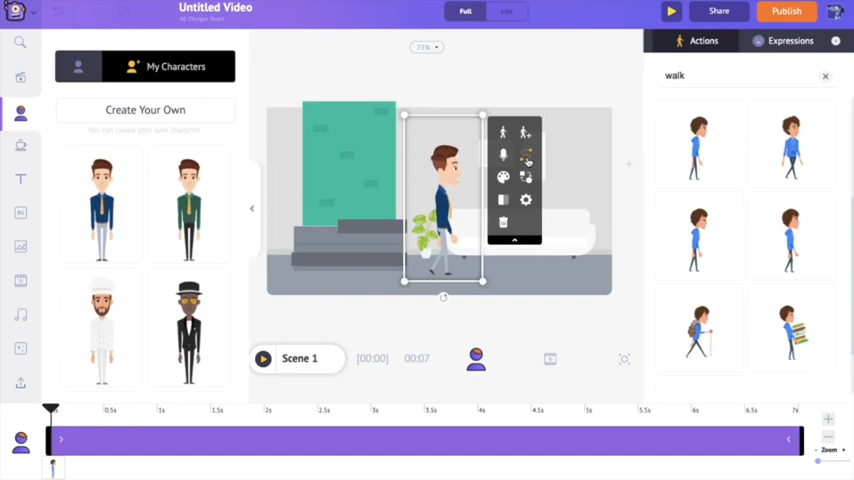 Untitled Video
All Changes Saved
Full
Lite
Share
Publish
My Characters
73%
Actions
Expressions
walk
Create Your Own
You can create your own character
Scene 1
[00:00]
00:07
0.5s
1s
1.5s
2s
2.5s
3s
3.5s
4s
4.5s
5s
5.5s
6s
6.5s
7s
- Zoom +